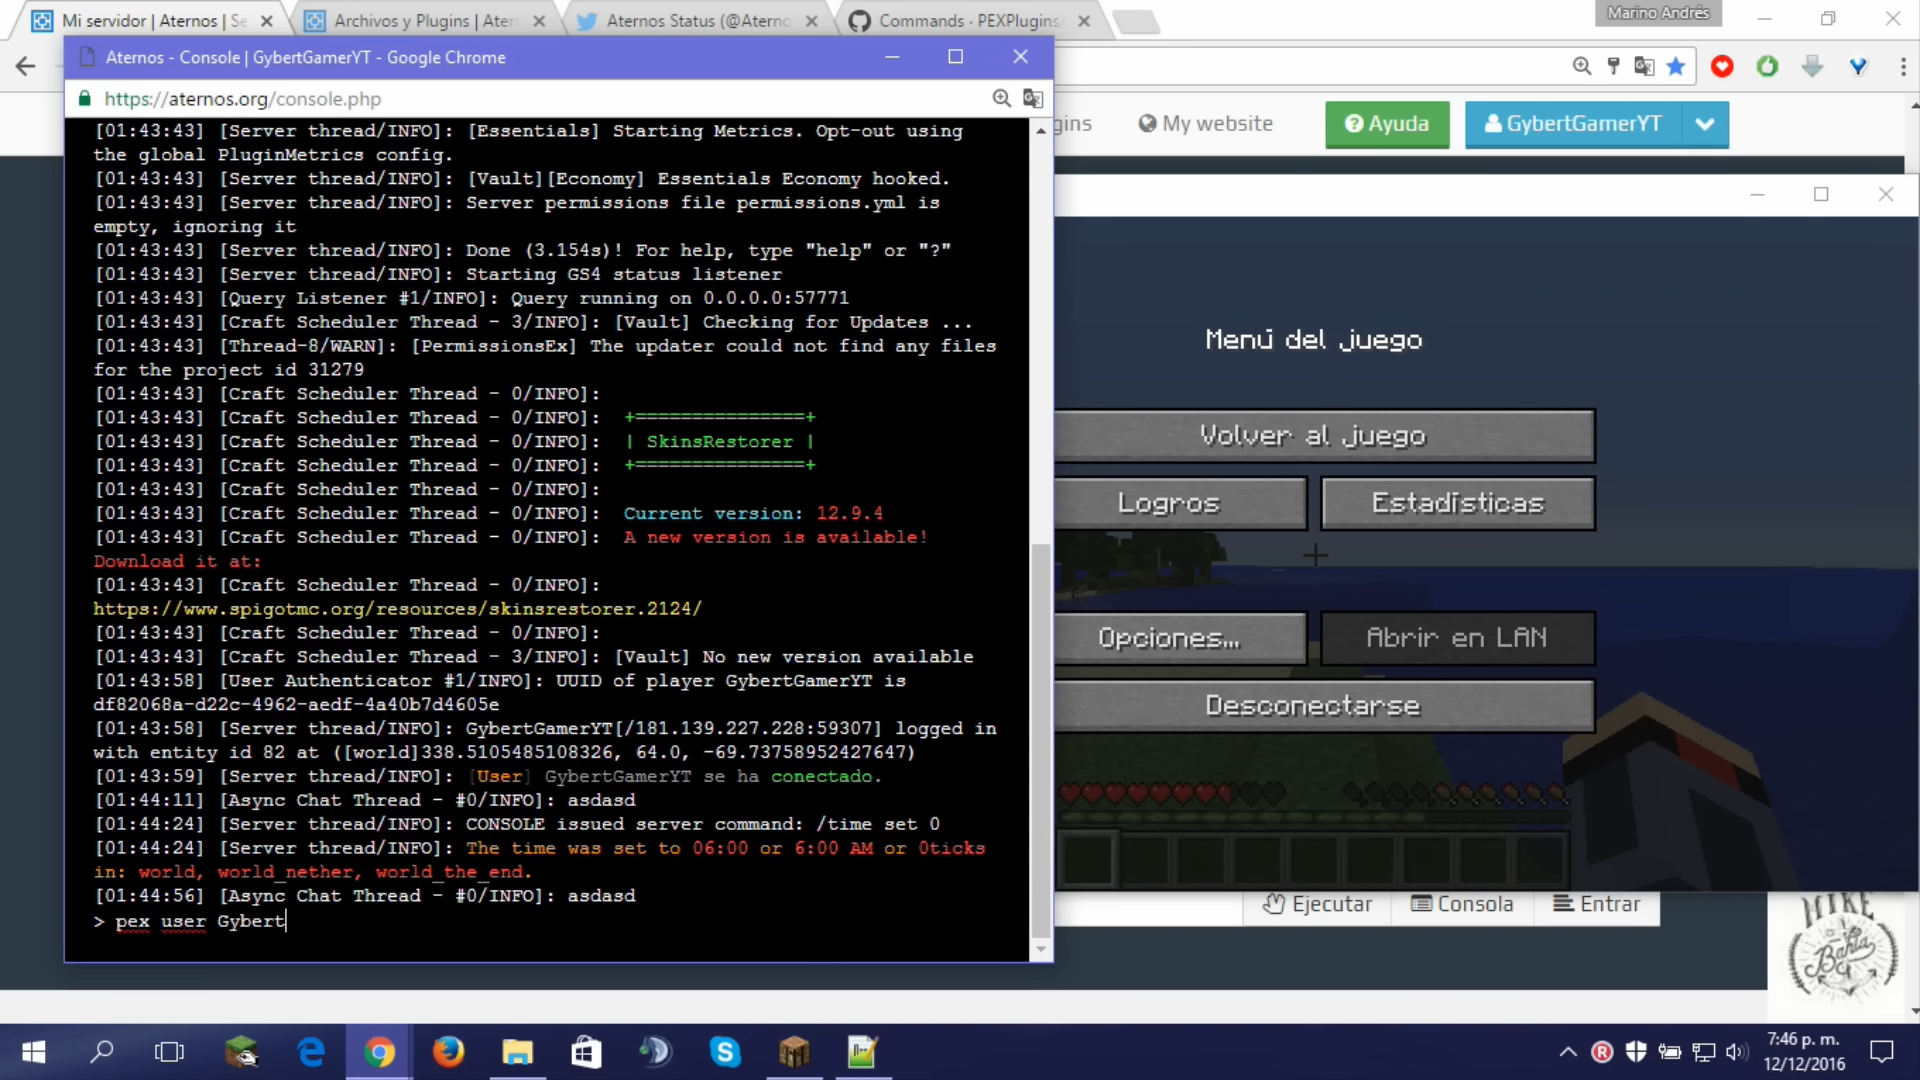 Mi servidor | Aternos | Se
Archivos y Plugins | Ater
Aternos Status (@Aterno
Commands · PEXPlugins/
Marino Andrés
Aternos - Console | GybertGamerYT - Google Chrome
https://aternos.org/console.php
gins
My website
Ayuda
GybertGamerYT
[01:43:43] [Server thread/INFO]: [Essentials] Starting Metrics. Opt-out using
the global PluginMetrics config.
[01:43:43] [Server thread/INFO]: [Vault][Economy] Essentials Economy hooked.
[01:43:43] [Server thread/INFO]: Server permissions file permissions.yml is
empty, ignoring it
[01:43:43] [Server thread/INFO]: Done (3.154s)! For help, type "help" or "?"
[01:43:43] [Server thread/INFO]: Starting GS4 status listener
[01:43:43] [Query Listener #1/INFO]: Query running on 0.0.0.0:57771
[01:43:43] [Craft Scheduler Thread - 3/INFO]: [Vault] Checking for Updates ...
[01:43:43] [Thread-8/WARN]: [PermissionsEx] The updater could not find any files
for the project id 31279
[01:43:43] [Craft Scheduler Thread - 0/INFO]:
[01:43:43] [Craft Scheduler Thread - 0/INFO]: +===============+
[01:43:43] [Craft Scheduler Thread - 0/INFO]: | SkinsRestorer |
[01:43:43] [Craft Scheduler Thread - 0/INFO]: +===============+
[01:43:43] [Craft Scheduler Thread - 0/INFO]:
[01:43:43] [Craft Scheduler Thread - 0/INFO]: Current version: 12.9.4
[01:43:43] [Craft Scheduler Thread - 0/INFO]: A new version is available!
Download it at:
[01:43:43] [Craft Scheduler Thread - 0/INFO]:
https://www.spigotmc.org/resources/skinsrestorer.2124/
[01:43:43] [Craft Scheduler Thread - 0/INFO]:
[01:43:43] [Craft Scheduler Thread - 3/INFO]: [Vault] No new version available
[01:43:58] [User Authenticator #1/INFO]: UUID of player GybertGamerYT is
df82068a-d22c-4962-aedf-4a40b7d4605e
[01:43:58] [Server thread/INFO]: GybertGamerYT[/181.139.227.228:59307] logged in
with entity id 82 at ([world]338.5105485108326, 64.0, -69.73758952427647)
[01:43:59] [Server thread/INFO]: [User] GybertGamerYT se ha conectado.
[01:44:11] [Async Chat Thread - #0/INFO]: asdasd
[01:44:24] [Server thread/INFO]: CONSOLE issued server command: /time set 0
[01:44:24] [Server thread/INFO]: The time was set to 06:00 or 6:00 AM or 0ticks
in: world, world_nether, world_the_end.
[01:44:56] [Async Chat Thread - #0/INFO]: asdasd
> pex user Gybert
Menú del juego
Volver al juego
Logros
Estadísticas
Opciones...
Abrir en LAN
Desconectarse
Ejecutar
Consola
Entrar
MIKE
Bahía
7:46 p. m.
12/12/2016